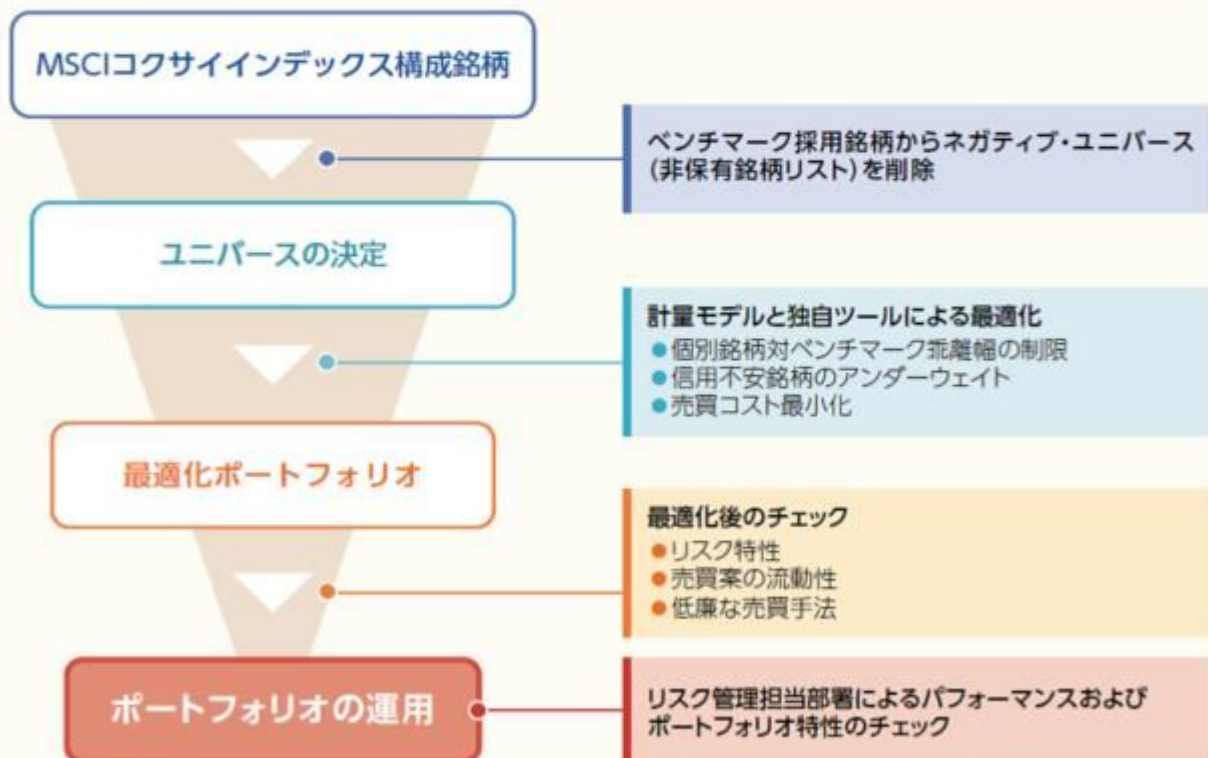 MSCIコクサイインデックス構成銘柄
ベンチマーク採用銘柄からネガティブ・ユニバース
(非保有銘柄リスト)を削除
ユニバースの決定
計量モデルと独自ツールによる最適化
●個別銘柄対ベンチマーク乖離幅の制限
●信用不安銘柄のアンダーウェイト
●売買コスト最小化
最適化ポートフォリオ
最適化後のチェック
●リスク特性
●売買案の流動性
●低廉な売買手法
ポートフォリオの運用
リスク管理担当部署によるパフォーマンスおよび
ポートフォリオ特性のチェック